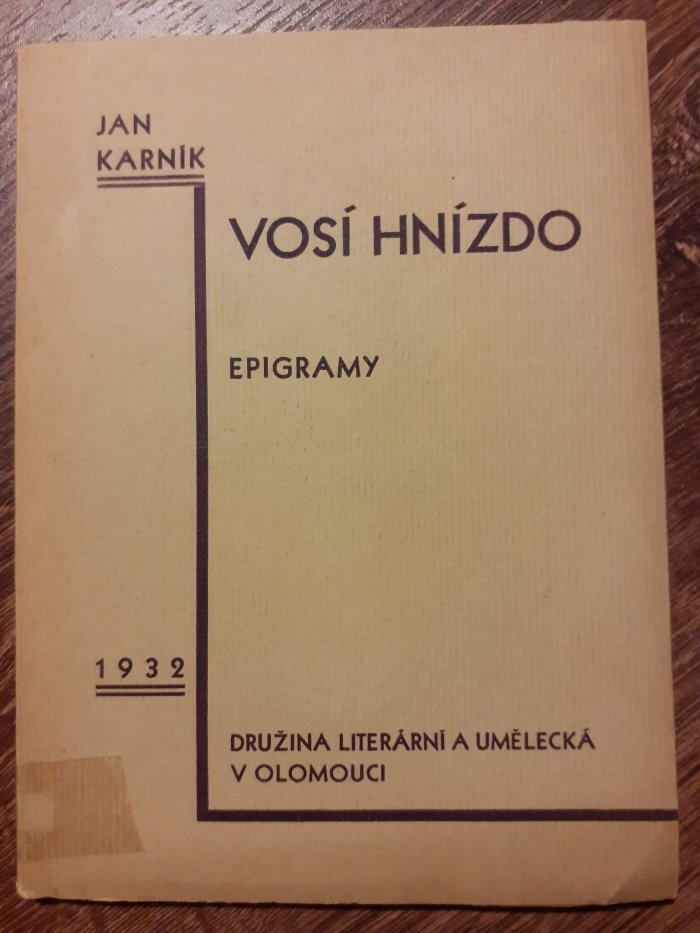 JAN
KARNÍK
VOSÍ HNÍZDO
EPIGRAMY
1932
DRUŽINA LITERÁRNÍ A UMĚLECKÁ
V OLOMOUCI